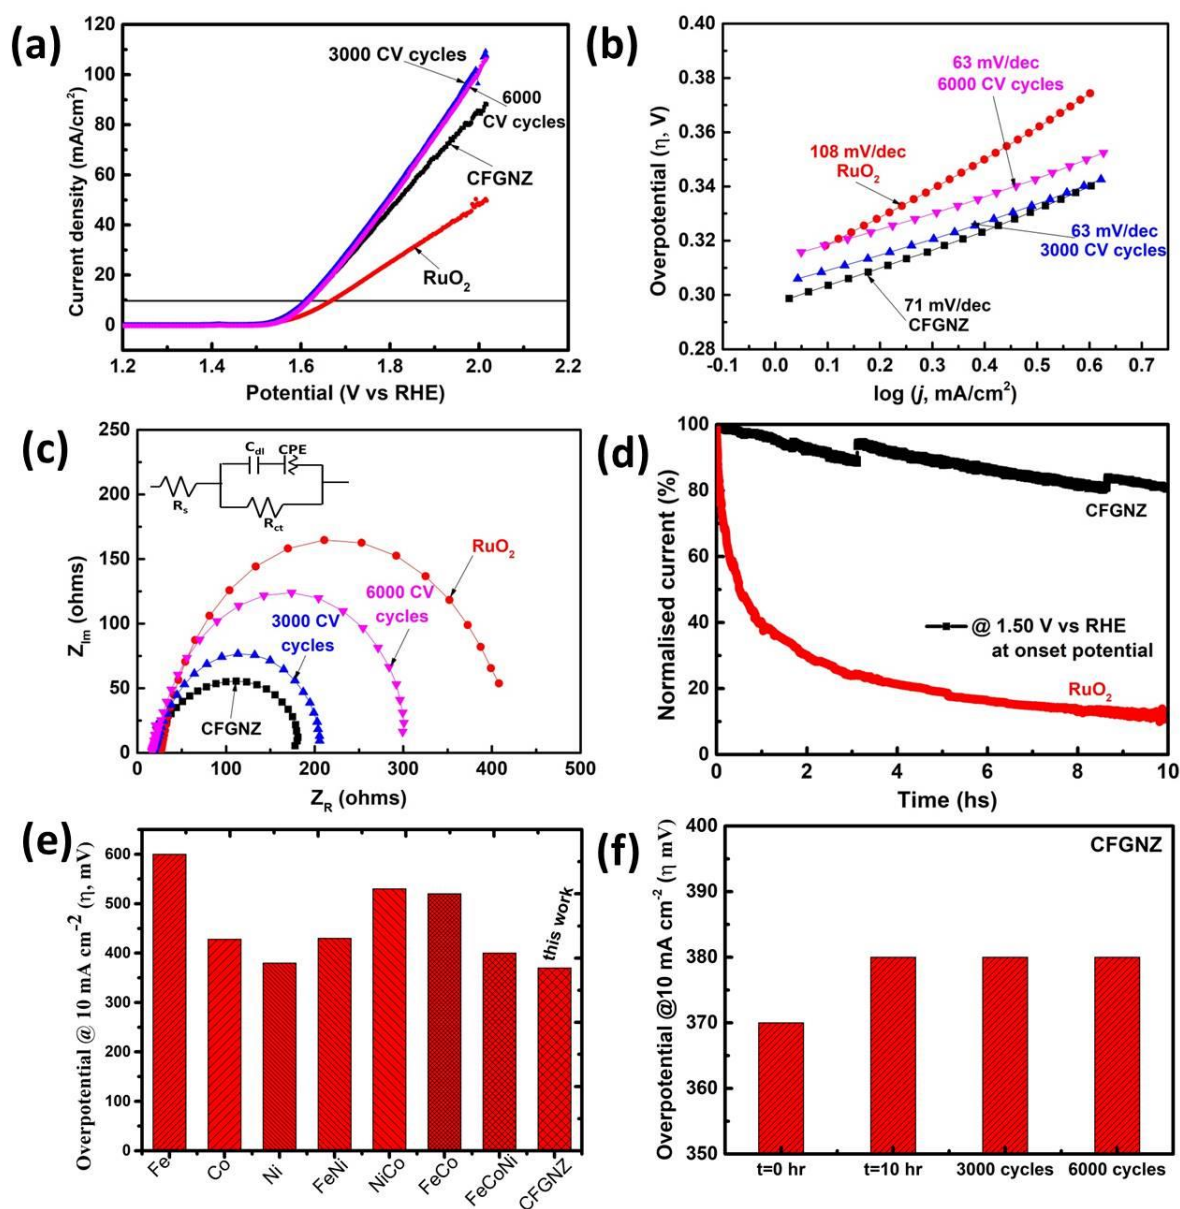 (a)
120
100
80
60
40
20
0
Current density (mA/cm²)
3000 CV cycles
6000
CV cycles
CFGNZ
RuO₂
1.2 1.4 1.6 1.8 2.0 2.2
Potential (V vs RHE)
(b)
0.40
0.38
0.36
0.34
0.32
0.30
0.28
Overpotential (η, V)
63 mV/dec
6000 CV cycles
108 mV/dec
RuO₂
63 mV/dec
3000 CV cycles
71 mV/dec
CFGNZ
-0.1 0.0 0.1 0.2 0.3 0.4 0.5 0.6 0.7
log (j, mA/cm²)
(c)
250
200
150
100
50
0
Z_Im (ohms)
C_dl CPE
R_s
R_ct
RuO₂
6000 CV
cycles
3000 CV
cycles
CFGNZ
0 100 200 300 400 500
Z_R (ohms)
(d)
100
80
60
40
20
0
Normalised current (%)
CFGNZ
@ 1.50 V vs RHE
at onset potential
RuO₂
0 2 4 6 8 10
Time (hs)
(e)
600
500
400
300
200
100
0
Overpotential @ 10 mA cm⁻² (η, mV)
this work
Fe Co Ni FeNi NiCo FeCo FeCoNi CFGNZ
(f)
400
390
380
370
360
350
Overpotential @10 mA cm⁻² (η mV)
CFGNZ
t=0 hr t=10 hr 3000 cycles 6000 cycles